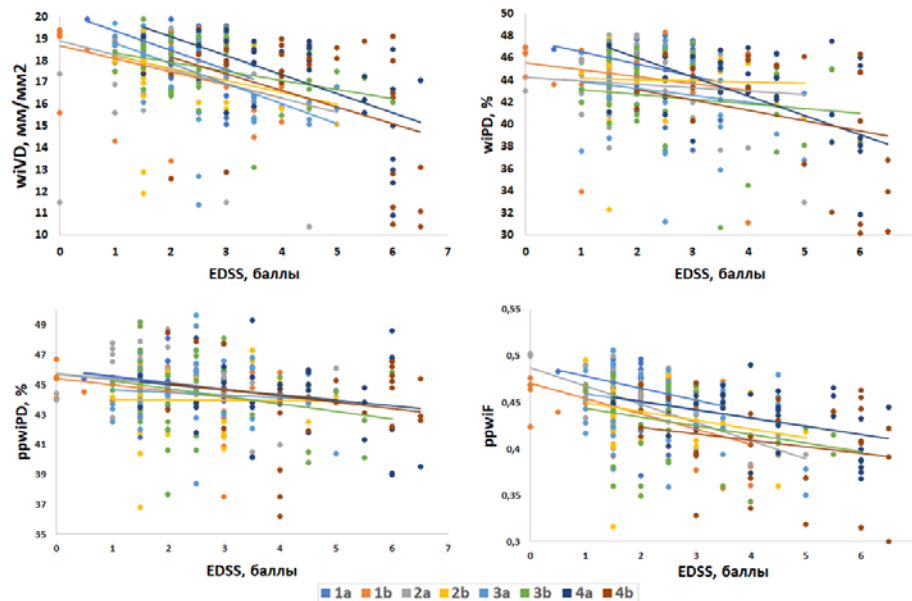 wiVD, мм/мм2
20
19
18
17
16
15
14
13
12
11
10
0 1 2 3 4 5 6 7
EDSS, баллы
wiPD, %
50
48
46
44
42
40
38
36
34
32
30
0 1 2 3 4 5 6
EDSS, баллы
ppwiPD, %
49
47
45
43
41
39
37
35
0 1 2 3 4 5 6 7
EDSS, баллы
ppwiF
0,55
0,5
0,45
0,4
0,35
0,3
0 1 2 3 4 5 6
EDSS, баллы
1a 1b 2a 2b 3a 3b 4a 4b